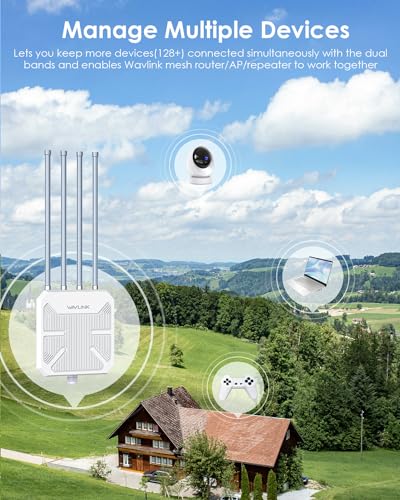 Manage Multiple Devices
Lets you keep more devices(128+) connected simultaneously with the dual
bands and enables Wavlink mesh router/AP/repeater to work together
WAVLINK